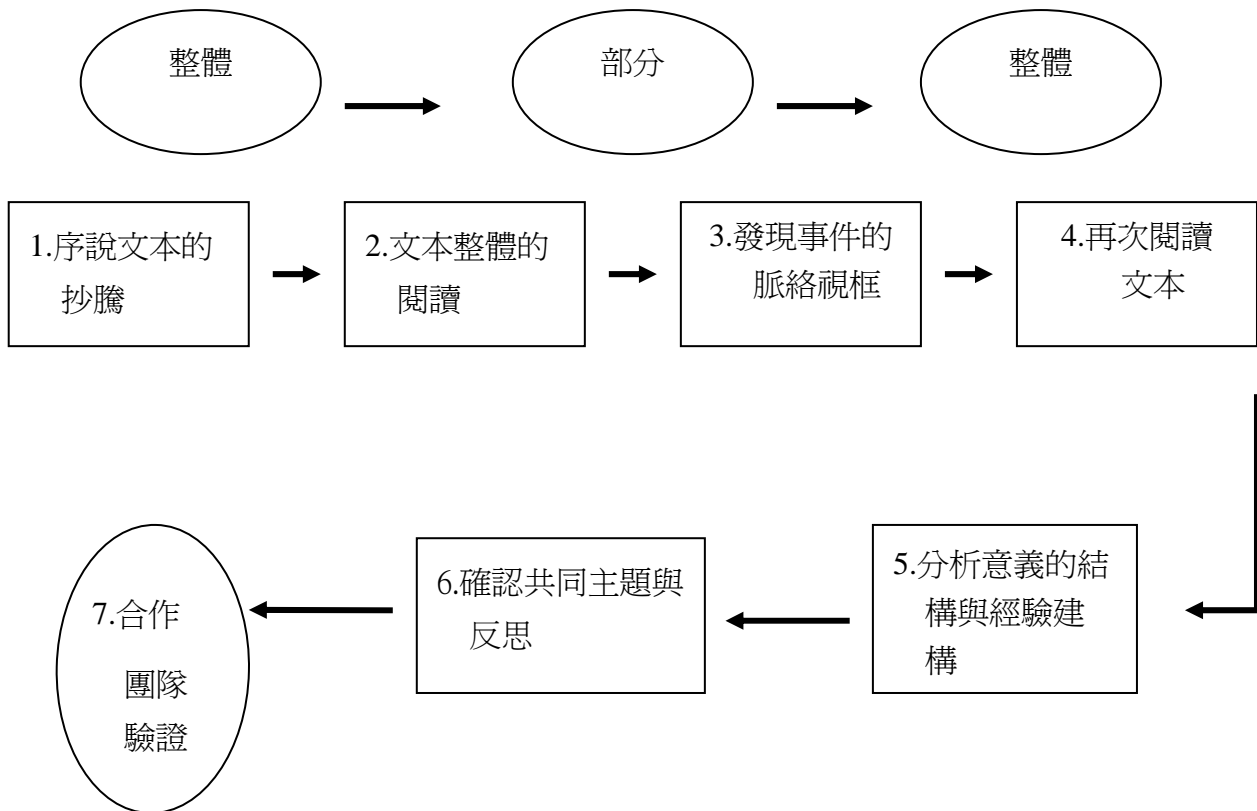 整體
部分
整體
1.序說文本的
抄騰
2.文本整體的
閱讀
3.發現事件的
脈絡視框
4.再次閱讀
文本
5.分析意義的結
構與經驗建
構
6.確認共同主題與
反思
7.合作
團隊
驗證